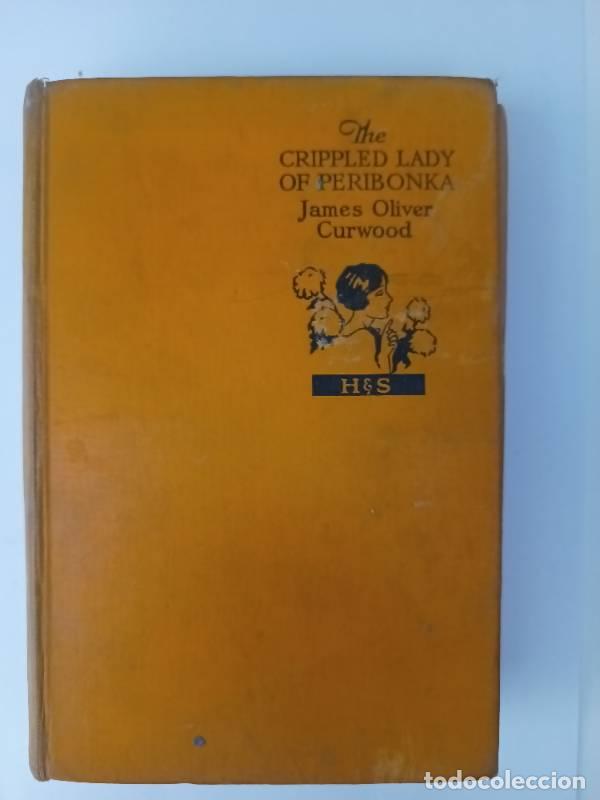 The
CRIPPLED LADY
OF PERIBONKA
James Oliver
Curwood
H&S
todocoleccion